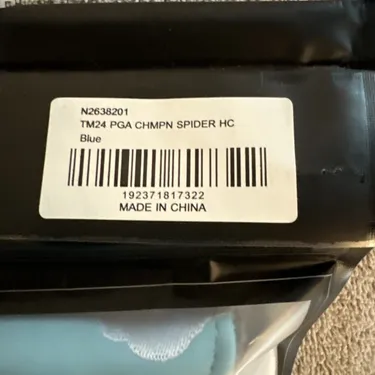 N2638201
TM24 PGA CHMPN SPIDER HC
Blue
192371817322
MADE IN CHINA